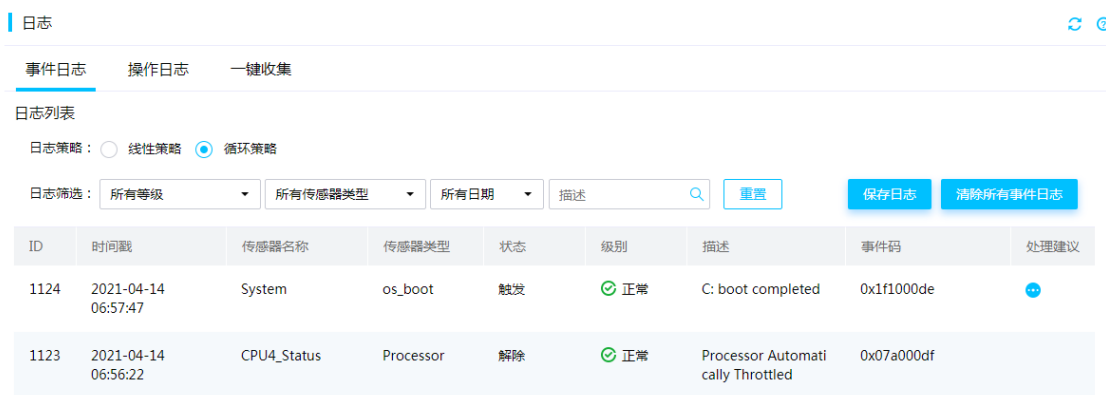 日志
事件日志 操作日志 一键收集
日志列表
日志策略： 线性策略 循环策略
日志筛选： 所有等级 所有传感器类型 所有日期 描述 重置 保存日志 清除所有事件日志
ID 时间戳 传感器名称 传感器类型 状态 级别 描述 事件码 处理建议
1124 2021-04-14 System os_boot 触发 正常 C: boot completed 0x1f1000de
06:57:47
1123 2021-04-14 CPU4_Status Processor 解除 正常 Processor Automati 0x07a000df
06:56:22 cally Throttled